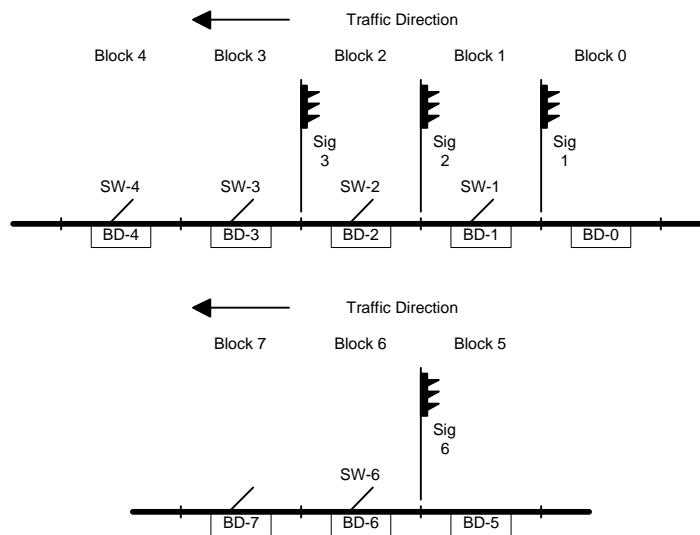 Traffic Direction
Block 4 Block 3 Block 2 Block 1 Block 0
Sig Sig Sig
3 2 1
SW-4 SW-3 SW-2 SW-1
BD-4 BD-3 BD-2 BD-1 BD-0
Traffic Direction
Block 7 Block 6 Block 5
Sig
6
SW-6
BD-7 BD-6 BD-5